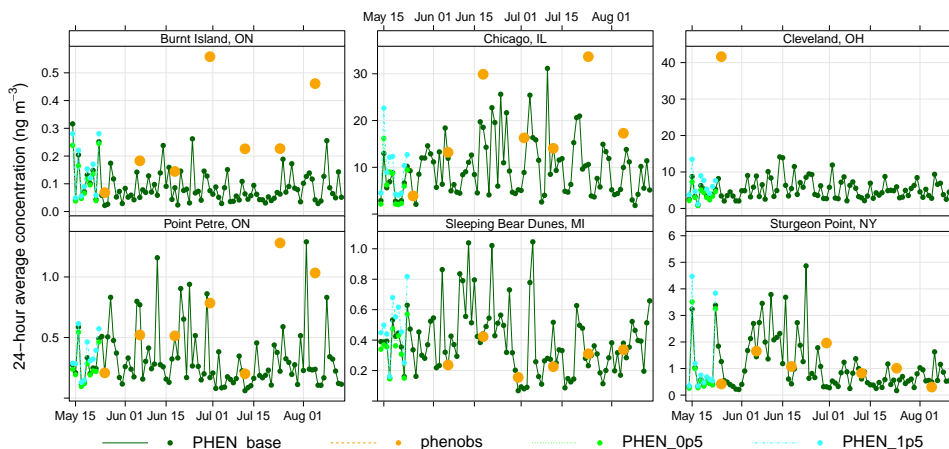 May 15 Jun 01 Jun 15 Jul 01 Jul 15 Aug 01
Burnt Island, ON Chicago, IL Cleveland, OH
24-hour average concentration (ng m−3)
0.5 0.4 0.3 0.2 0.1 0.0
30 20 10
40 30 20 10 0
Point Petre, ON Sleeping Bear Dunes, MI Sturgeon Point, NY
1.0 0.5 0.0
1.0 0.8 0.6 0.4 0.2
6 5 4 3 2 1 0
May 15 Jun 01 Jun 15 Jul 01 Jul 15 Aug 01
May 15 Jun 01 Jun 15 Jul 01 Jul 15 Aug 01
PHEN_base phenobs PHEN_0p5 PHEN_1p5